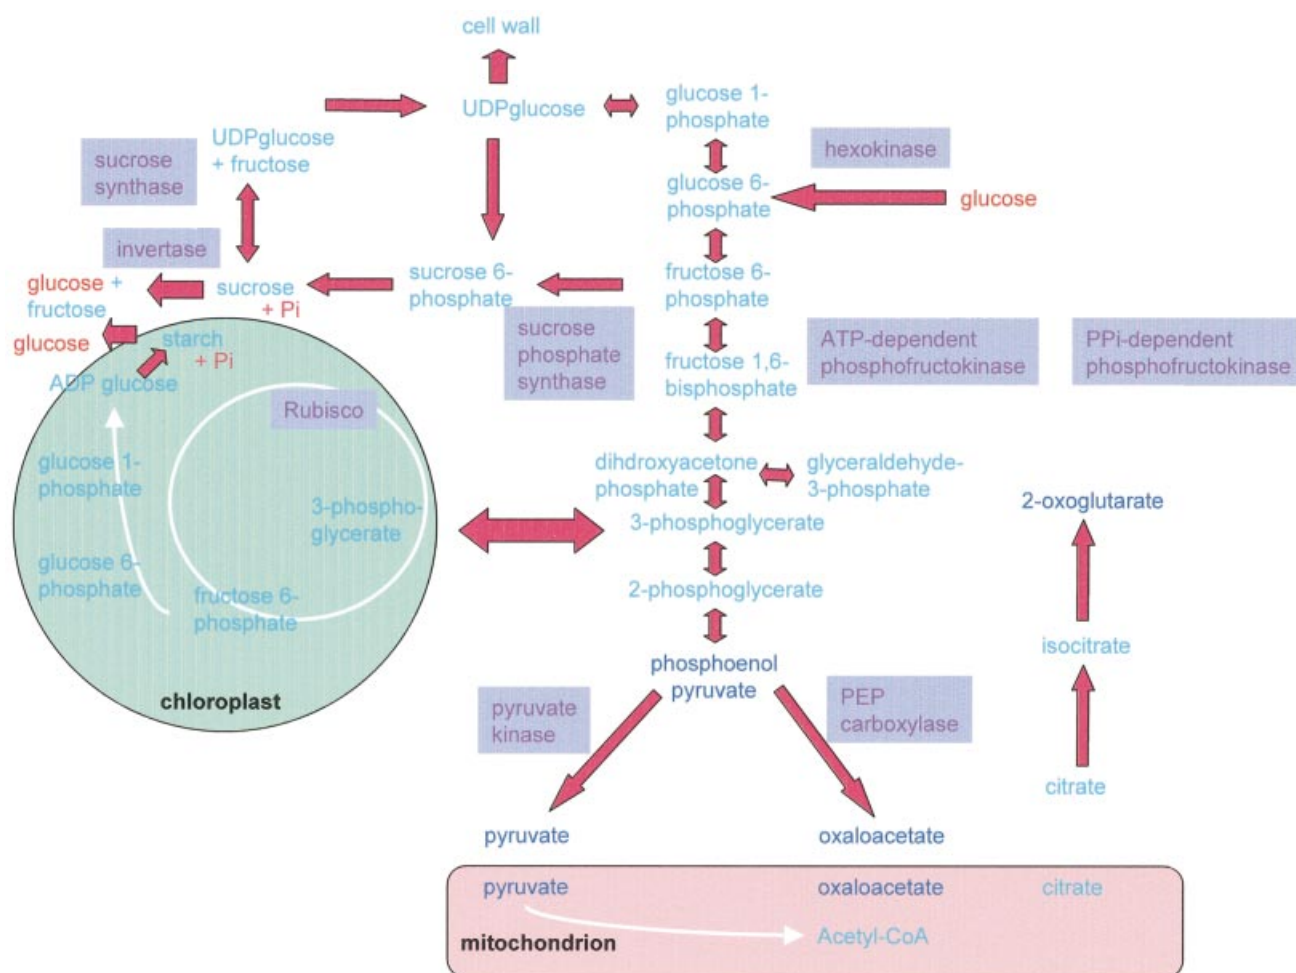 cell wall
UDPglucose
glucose 1-
phosphate
UDPglucose
+ fructose
sucrose
synthase
hexokinase
glucose 6-
phosphate
glucose
invertase
glucose +
fructose
sucrose
+ Pi
sucrose 6-
phosphate
fructose 6-
phosphate
glucose
starch
+ Pi
ADP glucose
sucrose
phosphate
synthase
fructose 1,6-
bisphosphate
ATP-dependent
phosphofructokinase
PPi-dependent
phosphofructokinase
Rubisco
glucose 1-
phosphate
3-phospho-
glycerate
dihdroxyacetone
phosphate
glyceraldehyde-
3-phosphate
3-phosphoglycerate
2-oxoglutarate
glucose 6-
phosphate
fructose 6-
phosphate
2-phosphoglycerate
chloroplast
phosphoenol
pyruvate
isocitrate
pyruvate
kinase
PEP
carboxylase
citrate
pyruvate
oxaloacetate
pyruvate
oxaloacetate
citrate
mitochondrion
Acetyl-CoA